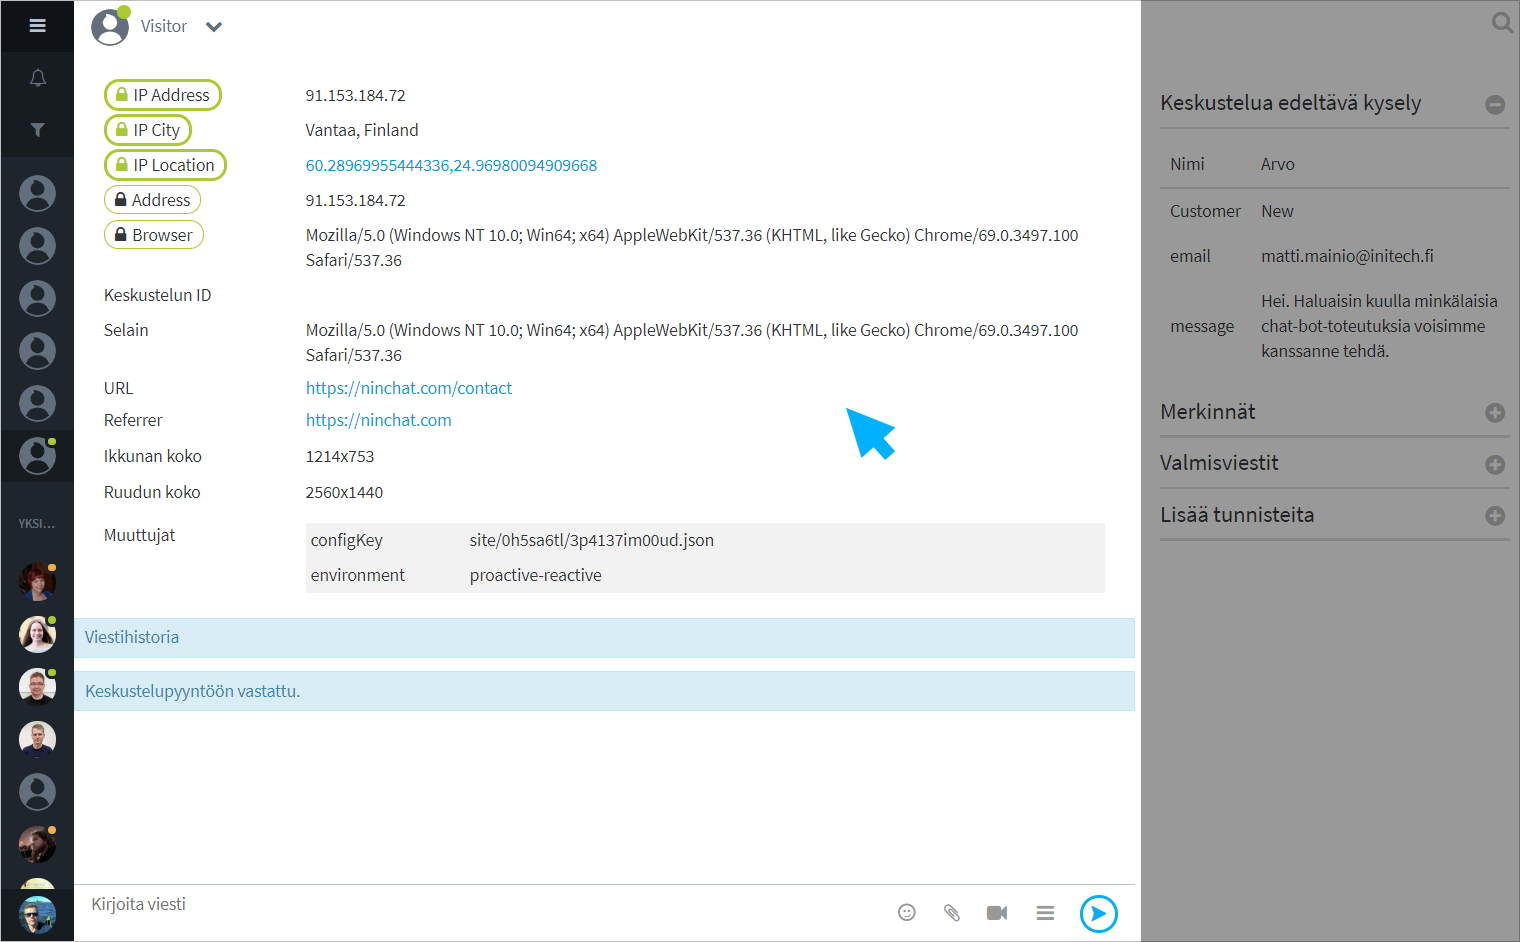 Visitor
IP Address 91.153.184.72
IP City Vantaa, Finland
IP Location 60.28969955444336,24.96980094909668
Address 91.153.184.72
Browser Mozilla/5.0 (Windows NT 10.0; Win64; x64) AppleWebKit/537.36 (KHTML, like Gecko) Chrome/69.0.3497.100
Safari/537.36
Keskustelun ID
Selain Mozilla/5.0 (Windows NT 10.0; Win64; x64) AppleWebKit/537.36 (KHTML, like Gecko) Chrome/69.0.3497.100
Safari/537.36
URL https://ninchat.com/contact
Referrer https://ninchat.com
Ikkunan koko 1214x753
Ruudun koko 2560x1440
Muuttujat
configKey site/0h5sa6tl/3p4137im00ud.json
environment proactive-reactive
Viestihistoria
Keskustelupyyntöön vastattu.
Kirjoita viesti
YKSI...
Keskustelua edeltävä kysely
Nimi Arvo
Customer New
email matti.mainio@initech.fi
message
Hei. Haluaisin kuulla minkälaisia
chat-bot-toteutuksia voisimme
kanssanne tehdä.
Merkinnät
Valmisviestit
Lisää tunnisteita